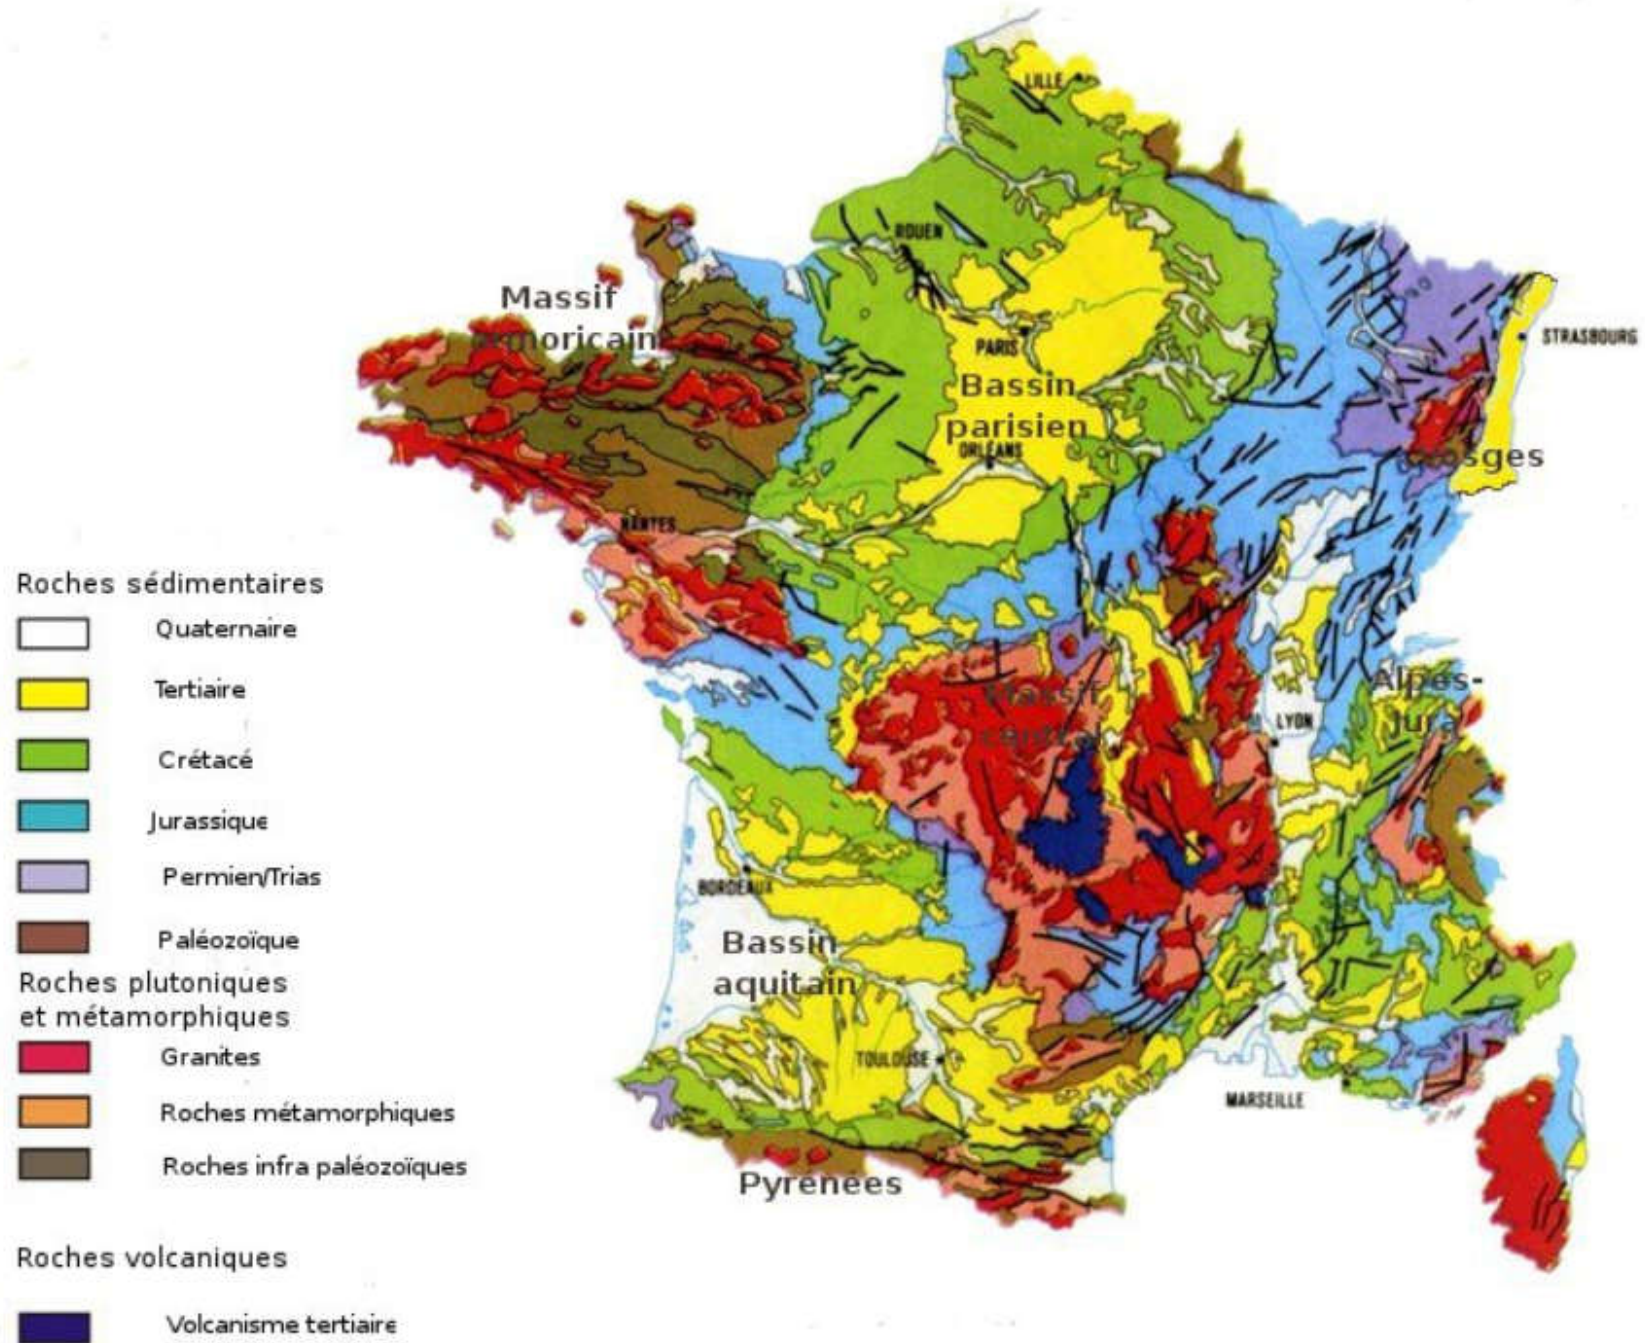 LILLE
ROUEN
Massif
armoricain
STRASBOURG
PARIS
Bassin
parisien
ORLÉANS
Vosges
NANTES
Roches sédimentaires
Quaternaire
Tertiaire
Crétacé
Jurassique
Permien/Trias
Paléozoïque
Roches plutoniques
et métamorphiques
Granites
Roches métamorphiques
Roches infra paléozoïques
Roches volcaniques
Volcanisme tertiaire
Massif
central
Alpes-
Jura
LYON
BORDEAUX
Bassin
aquitain
TOULOUSE
MARSEILLE
Pyrénées